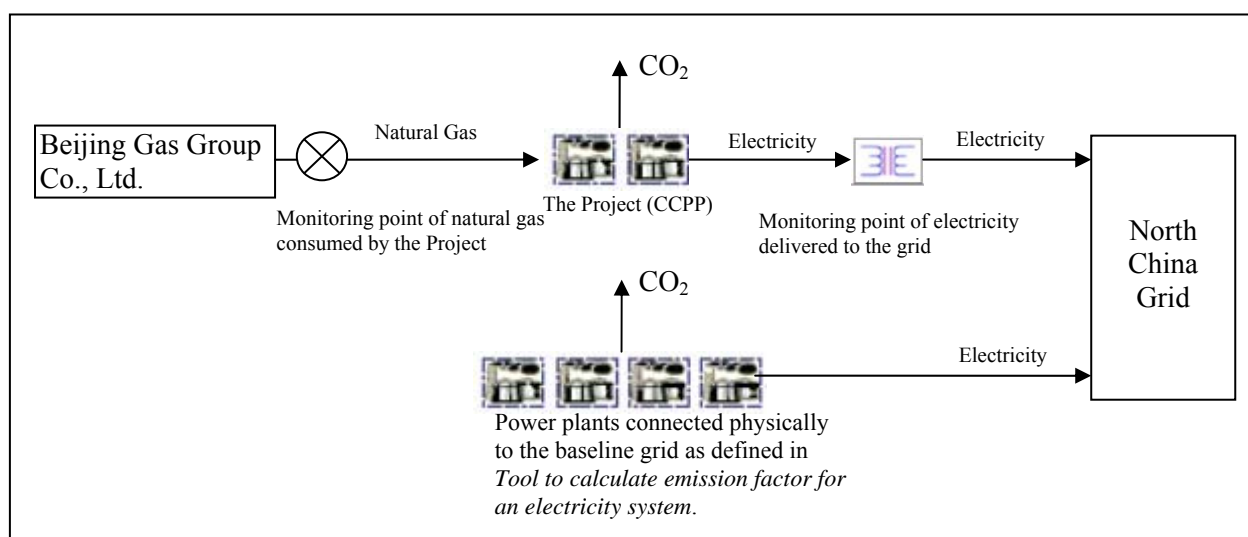 CO₂
Beijing Gas Group
Co., Ltd.
Natural Gas
Electricity
Electricity
The Project (CCPP)
Monitoring point of natural gas
consumed by the Project
Monitoring point of electricity
delivered to the grid
North
China
Grid
CO₂
Electricity
Power plants connected physically
to the baseline grid as defined in
Tool to calculate emission factor for
an electricity system.